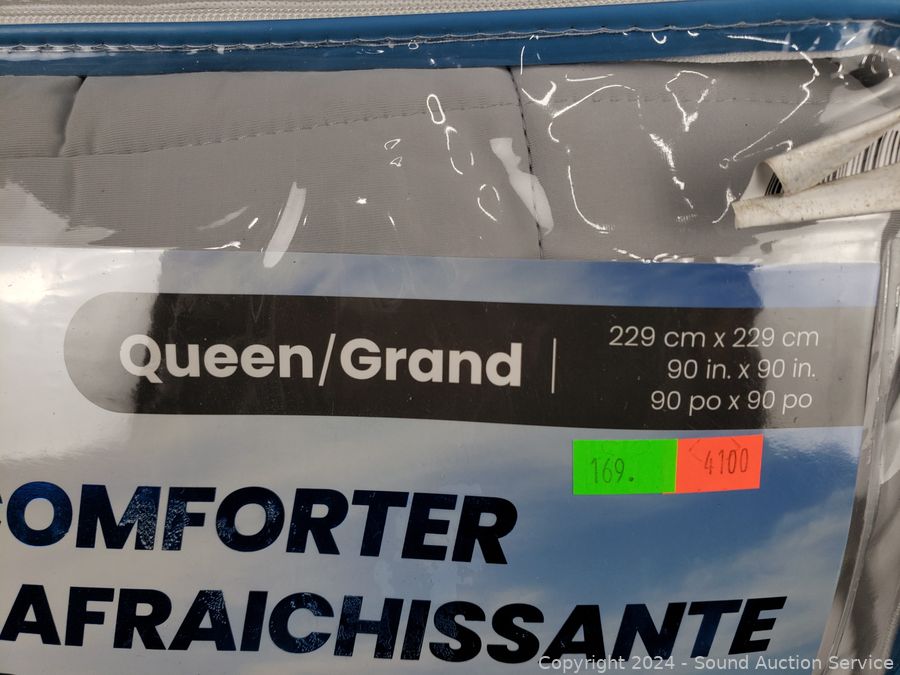 Queen/Grand
229 cm x 229 cm
90 in. x 90 in.
90 po x 90 po
169.
4100
COMFORTER
AFRAICHISSANTE
Copyright 2024 - Sound Auction Service